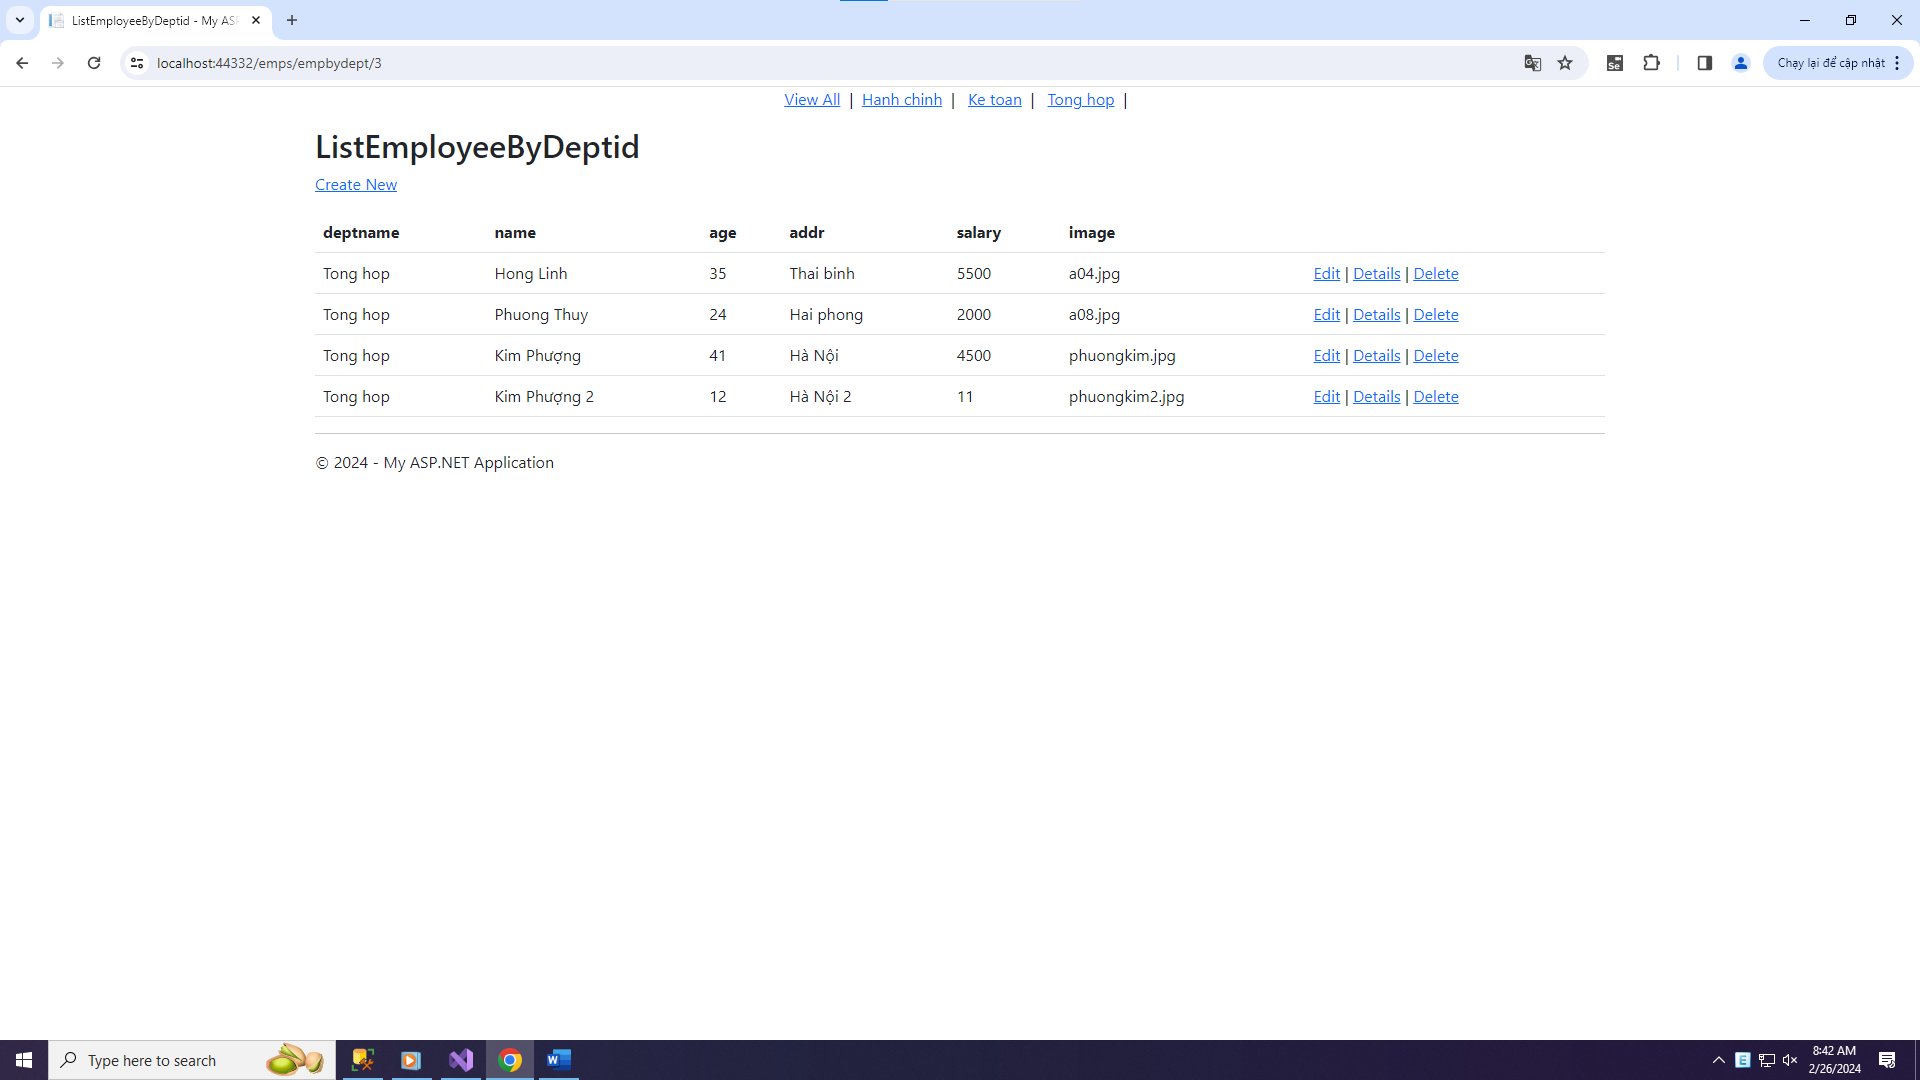 ListEmployeeByDeptid - My AS
localhost:44332/emps/empbydept/3
Chạy lại để cập nhật
View All | Hanh chinh | Ke toan | Tong hop |
ListEmployeeByDeptid
Create New
deptname name age addr salary image
Tong hop Hong Linh 35 Thai binh 5500 a04.jpg Edit | Details | Delete
Tong hop Phuong Thuy 24 Hai phong 2000 a08.jpg Edit | Details | Delete
Tong hop Kim Phượng 41 Hà Nội 4500 phuongkim.jpg Edit | Details | Delete
Tong hop Kim Phượng 2 12 Hà Nội 2 11 phuongkim2.jpg Edit | Details | Delete
© 2024 - My ASP.NET Application
Type here to search
8:42 AM
2/26/2024